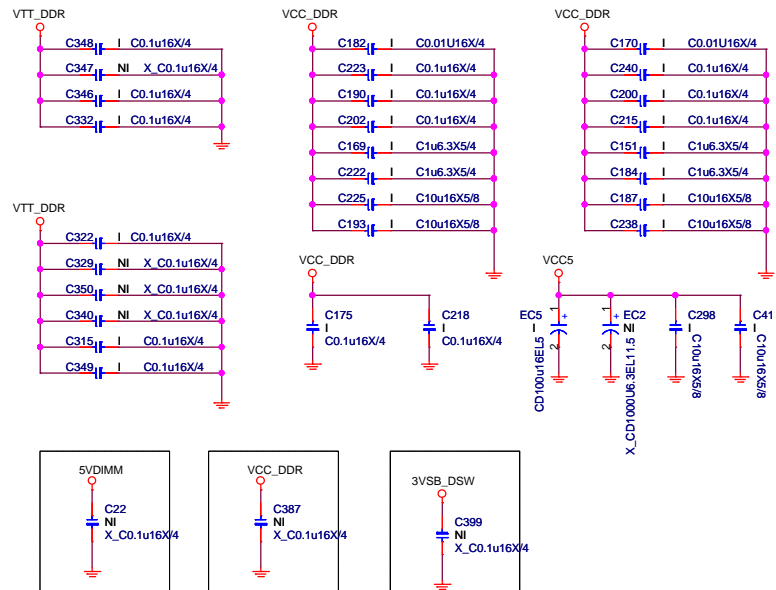 VTT_DDR
C348 I C0.1u16X/4
C347 NI X_C0.1u16X/4
C346 I C0.1u16X/4
C332 I C0.1u16X/4
VCC_DDR
C182 I C0.01U16X/4
C223 I C0.1u16X/4
C190 I C0.1u16X/4
C202 I C0.1u16X/4
C169 I C1u6.3X5/4
C222 I C1u6.3X5/4
C225 I C10u16X5/8
C193 I C10u16X5/8
VCC_DDR
C170 I C0.01U16X/4
C240 I C0.1u16X/4
C200 I C0.1u16X/4
C215 I C0.1u16X/4
C151 I C1u6.3X5/4
C184 I C1u6.3X5/4
C187 I C10u16X5/8
C238 I C10u16X5/8
VTT_DDR
C322 I C0.1u16X/4
C329 NI X_C0.1u16X/4
C350 NI X_C0.1u16X/4
C340 NI X_C0.1u16X/4
C315 I C0.1u16X/4
C349 I C0.1u16X/4
VCC_DDR
C175
I
C0.1u16X/4
C218
I
C0.1u16X/4
VCC5
EC5
I
1
+
2
CD100u16EL5
EC2
NI
1
+
2
X_CD1000U6.3EL11.5
C298
I
C10u16X5/8
C41
I
C10u16X5/8
5VDIMM
C22
NI
X_C0.1u16X/4
VCC_DDR
C387
NI
X_C0.1u16X/4
3VSB_DSW
C399
NI
X_C0.1u16X/4